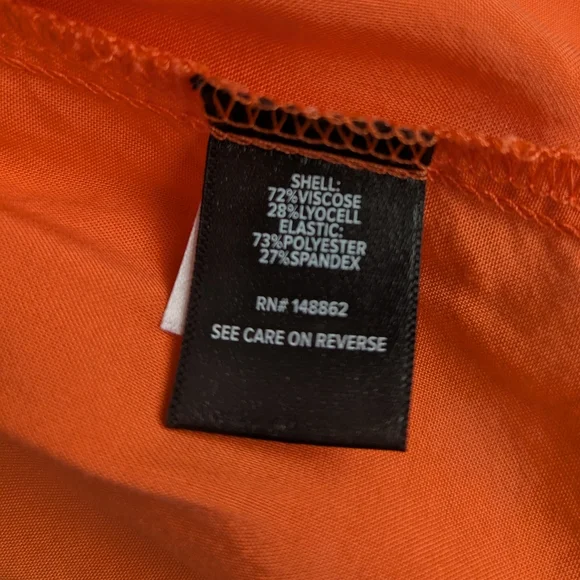 SHELL:
72%VISCOSE
28%LYOCELL
ELASTIC:
73%POLYESTER
27%SPANDEX
RN# 148862
SEE CARE ON REVERSE